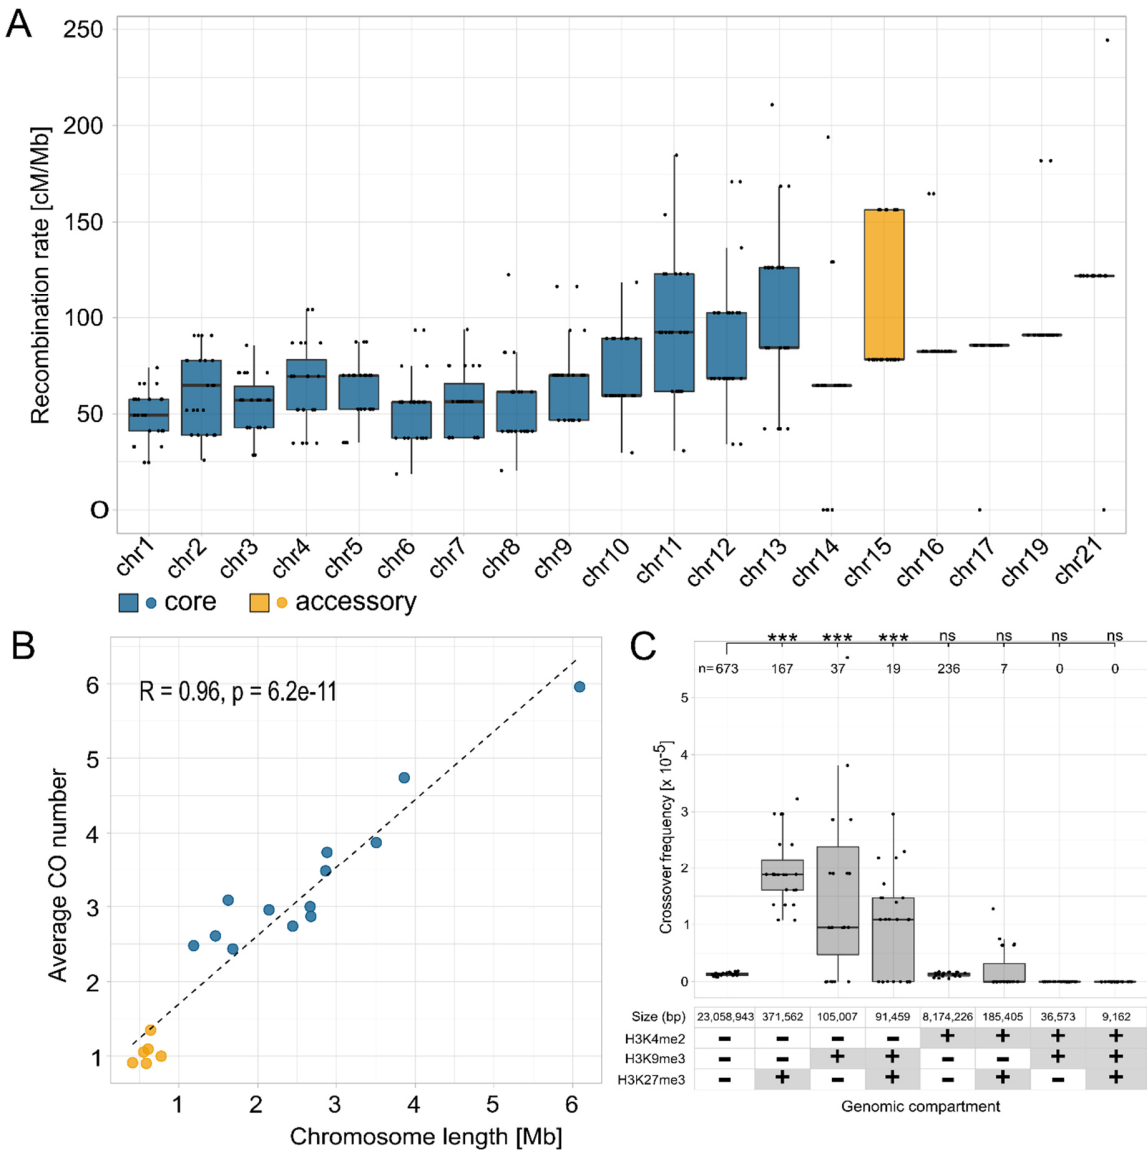 A
Recombination rate [cM/Mb]
250
200
150
100
50
O
chr1 chr2 chr3 chr4 chr5 chr6 chr7 chr8 chr9 chr10 chr11 chr12 chr13 chr14 chr15 chr16 chr17 chr19 chr21
core accessory
B
R = 0.96, p = 6.2e-11
Average CO number
6
5
4
3
2
1
1 2 3 4 5 6
Chromosome length [Mb]
C
*** *** *** ns ns ns ns
n=673 167 37 19 236 7 0 0
Crossover frequency [x 10-5]
5
4
3
2
1
0
Size (bp) 23,058,943 371,562 105,007 91,459 8,174,226 185,405 36,573 9,162
H3K4me2 - - - - + + + +
H3K9me3 - - + + - - + +
H3K27me3 - + - + - + - +
Genomic compartment